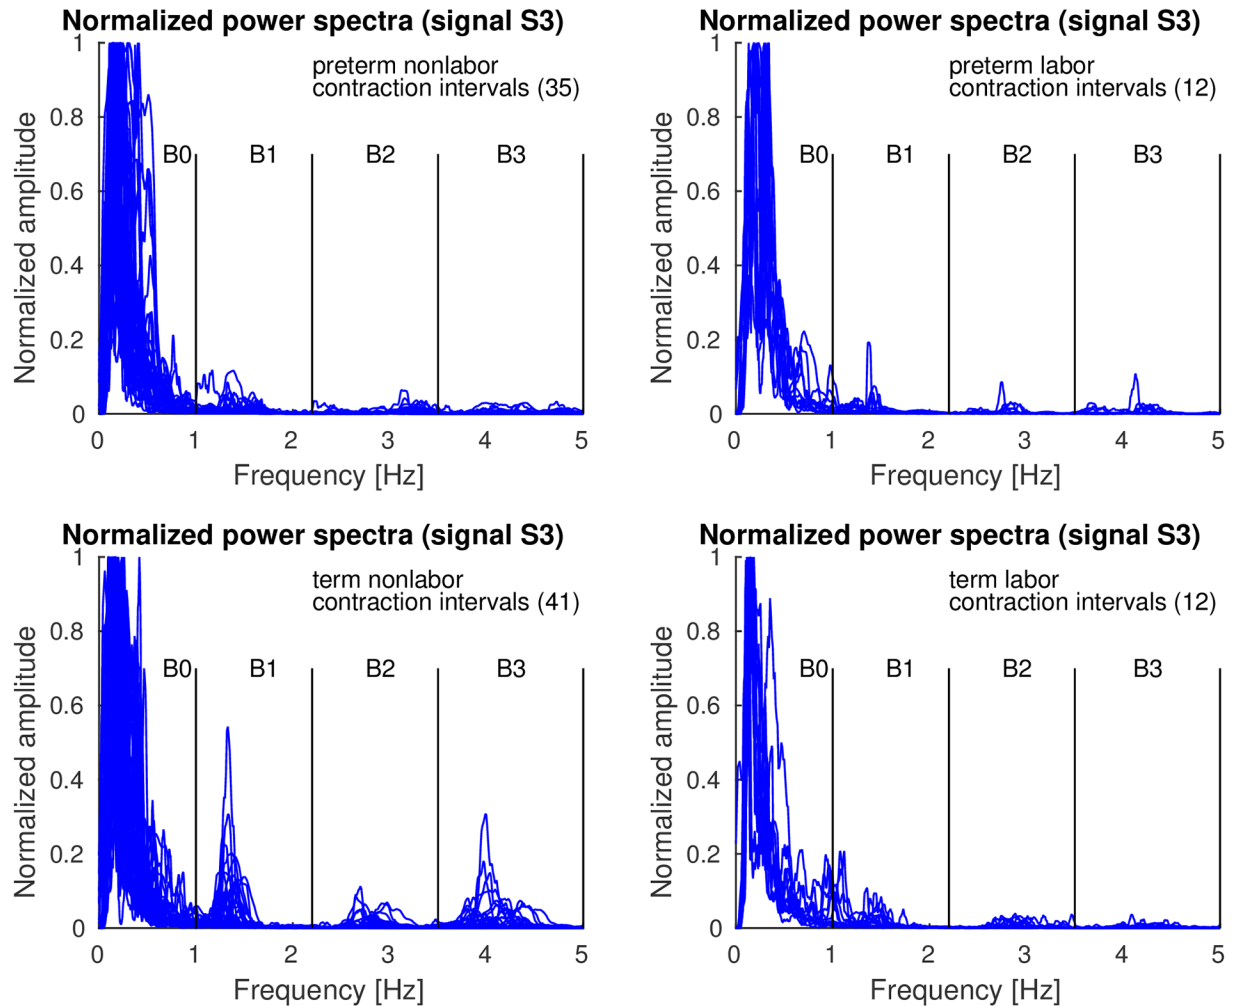 Normalized power spectra (signal S3)
preterm nonlabor
contraction intervals (35)
B0 B1 B2 B3
Normalized amplitude
1
0.8
0.6
0.4
0.2
0
0 1 2 3 4 5
Frequency [Hz]
Normalized power spectra (signal S3)
preterm labor
contraction intervals (12)
B0 B1 B2 B3
Normalized amplitude
1
0.8
0.6
0.4
0.2
0
0 1 2 3 4 5
Frequency [Hz]
Normalized power spectra (signal S3)
term nonlabor
contraction intervals (41)
B0 B1 B2 B3
Normalized amplitude
1
0.8
0.6
0.4
0.2
0
0 1 2 3 4 5
Frequency [Hz]
Normalized power spectra (signal S3)
term labor
contraction intervals (12)
B0 B1 B2 B3
Normalized amplitude
1
0.8
0.6
0.4
0.2
0
0 1 2 3 4 5
Frequency [Hz]